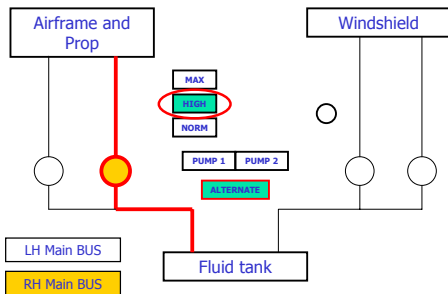 Airframe and
Prop
Windshield
MAX
HIGH
NORM
PUMP 1
PUMP 2
ALTERNATE
LH Main BUS
Fluid tank
RH Main BUS